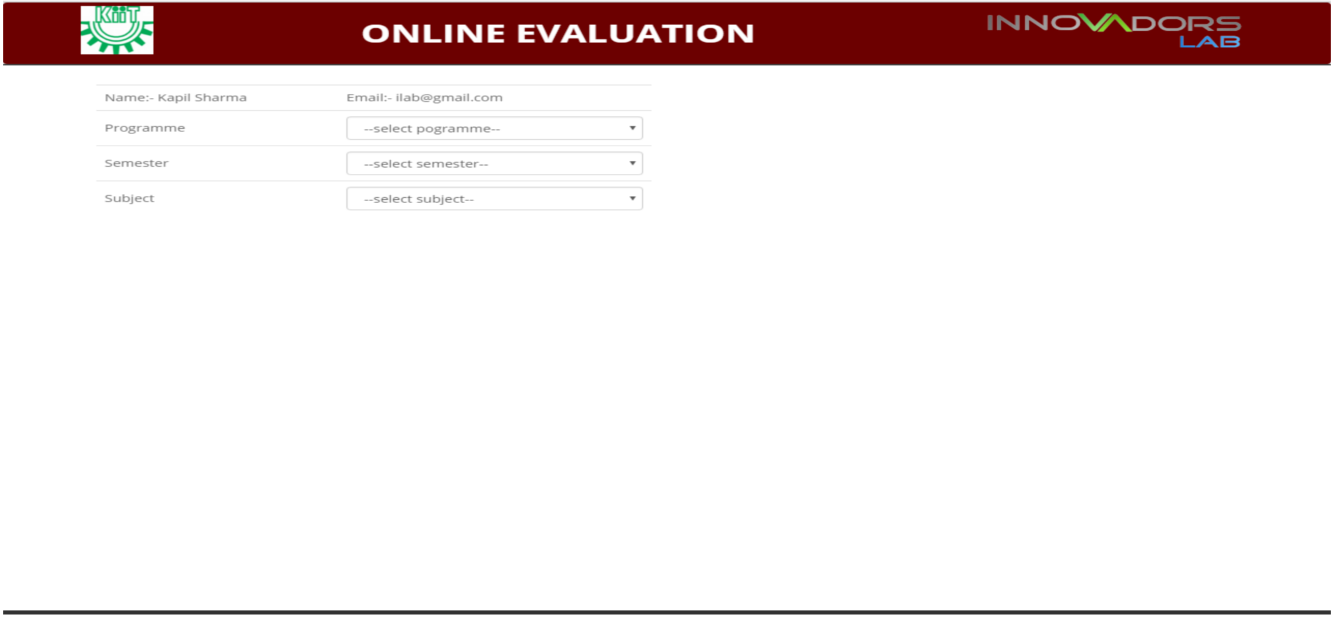 KiiT
ONLINE EVALUATION
INNOVADORS
LAB
Name:- Kapil Sharma Email:- ilab@gmail.com
Programme --select pogramme--
Semester --select semester--
Subject --select subject--